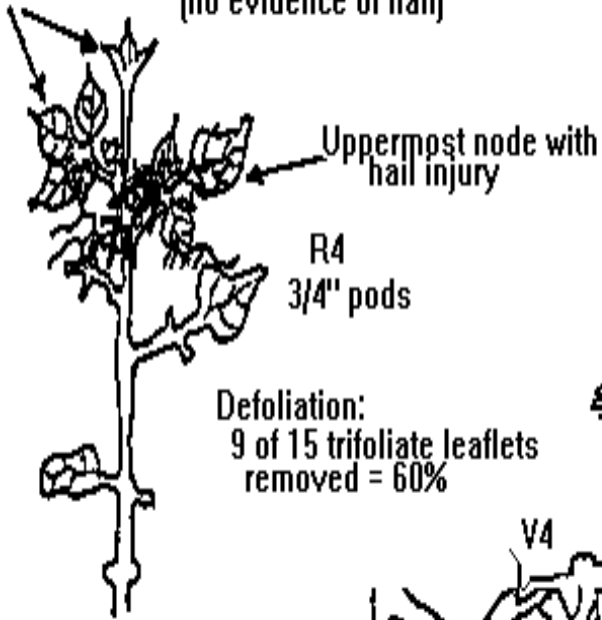 (no evidence of hail)
Uppermost node with
hail injury
R4
3/4" pods
Defoliation:
9 of 15 trifoliate leaflets
removed = 60%
V4